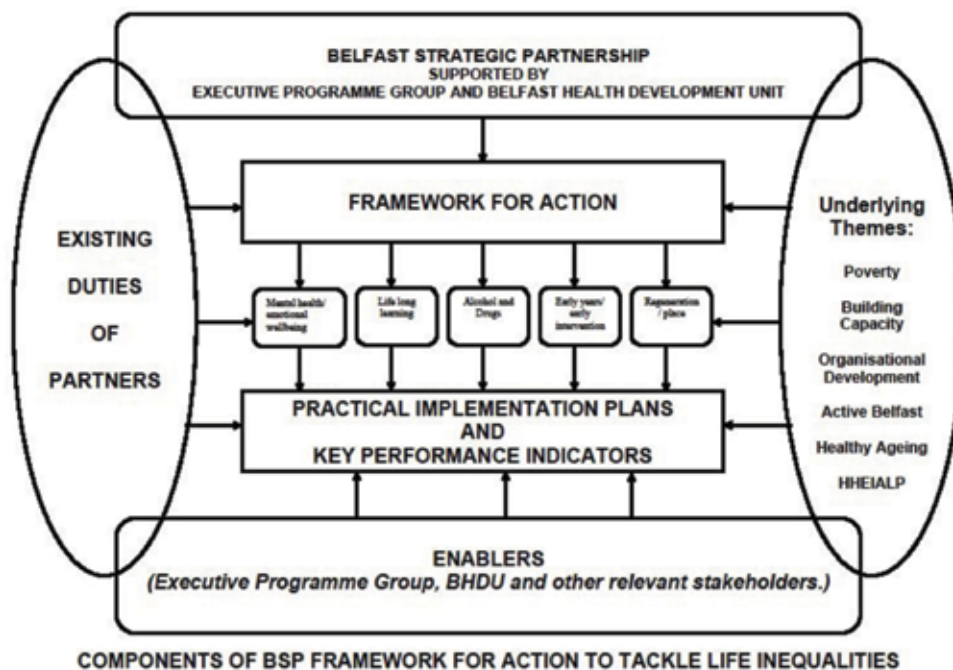 BELFAST STRATEGIC PARTNERSHIP
SUPPORTED BY
EXECUTIVE PROGRAMME GROUP AND BELFAST HEALTH DEVELOPMENT UNIT
EXISTING
DUTIES
OF
PARTNERS
FRAMEWORK FOR ACTION
Mental health/
emotional
wellbeing
Life long
learning
Alcohol and
Drugs
Early years/
early
intervention
Regeneration
/ place
PRACTICAL IMPLEMENTATION PLANS
AND
KEY PERFORMANCE INDICATORS
Underlying
Themes:
Poverty
Building
Capacity
Organisational
Development
Active Belfast
Healthy Ageing
HHEIALP
ENABLERS
(Executive Programme Group, BHDU and other relevant stakeholders.)
COMPONENTS OF BSP FRAMEWORK FOR ACTION TO TACKLE LIFE INEQUALITIES